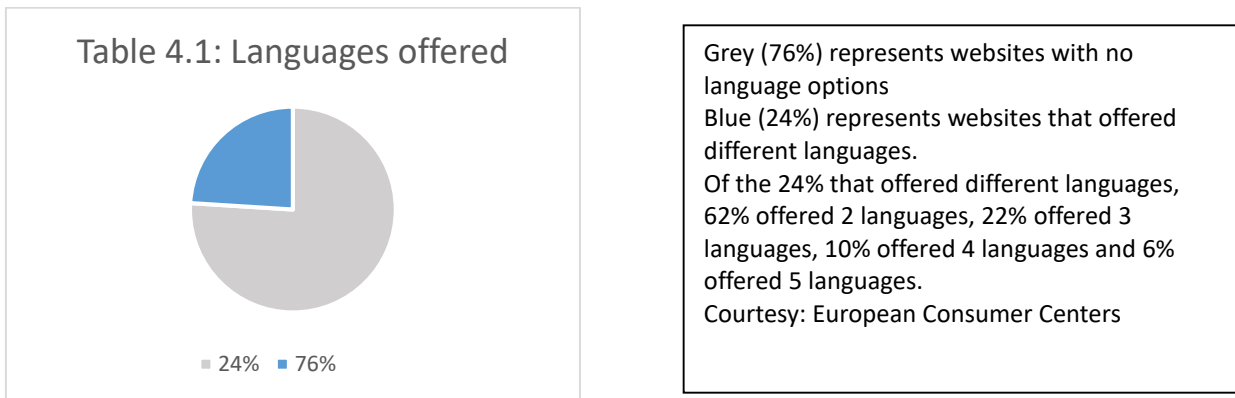 Table 4.1: Languages offered
24% 76%
Grey (76%) represents websites with no
language options
Blue (24%) represents websites that offered
different languages.
Of the 24% that offered different languages,
62% offered 2 languages, 22% offered 3
languages, 10% offered 4 languages and 6%
offered 5 languages.
Courtesy: European Consumer Centers